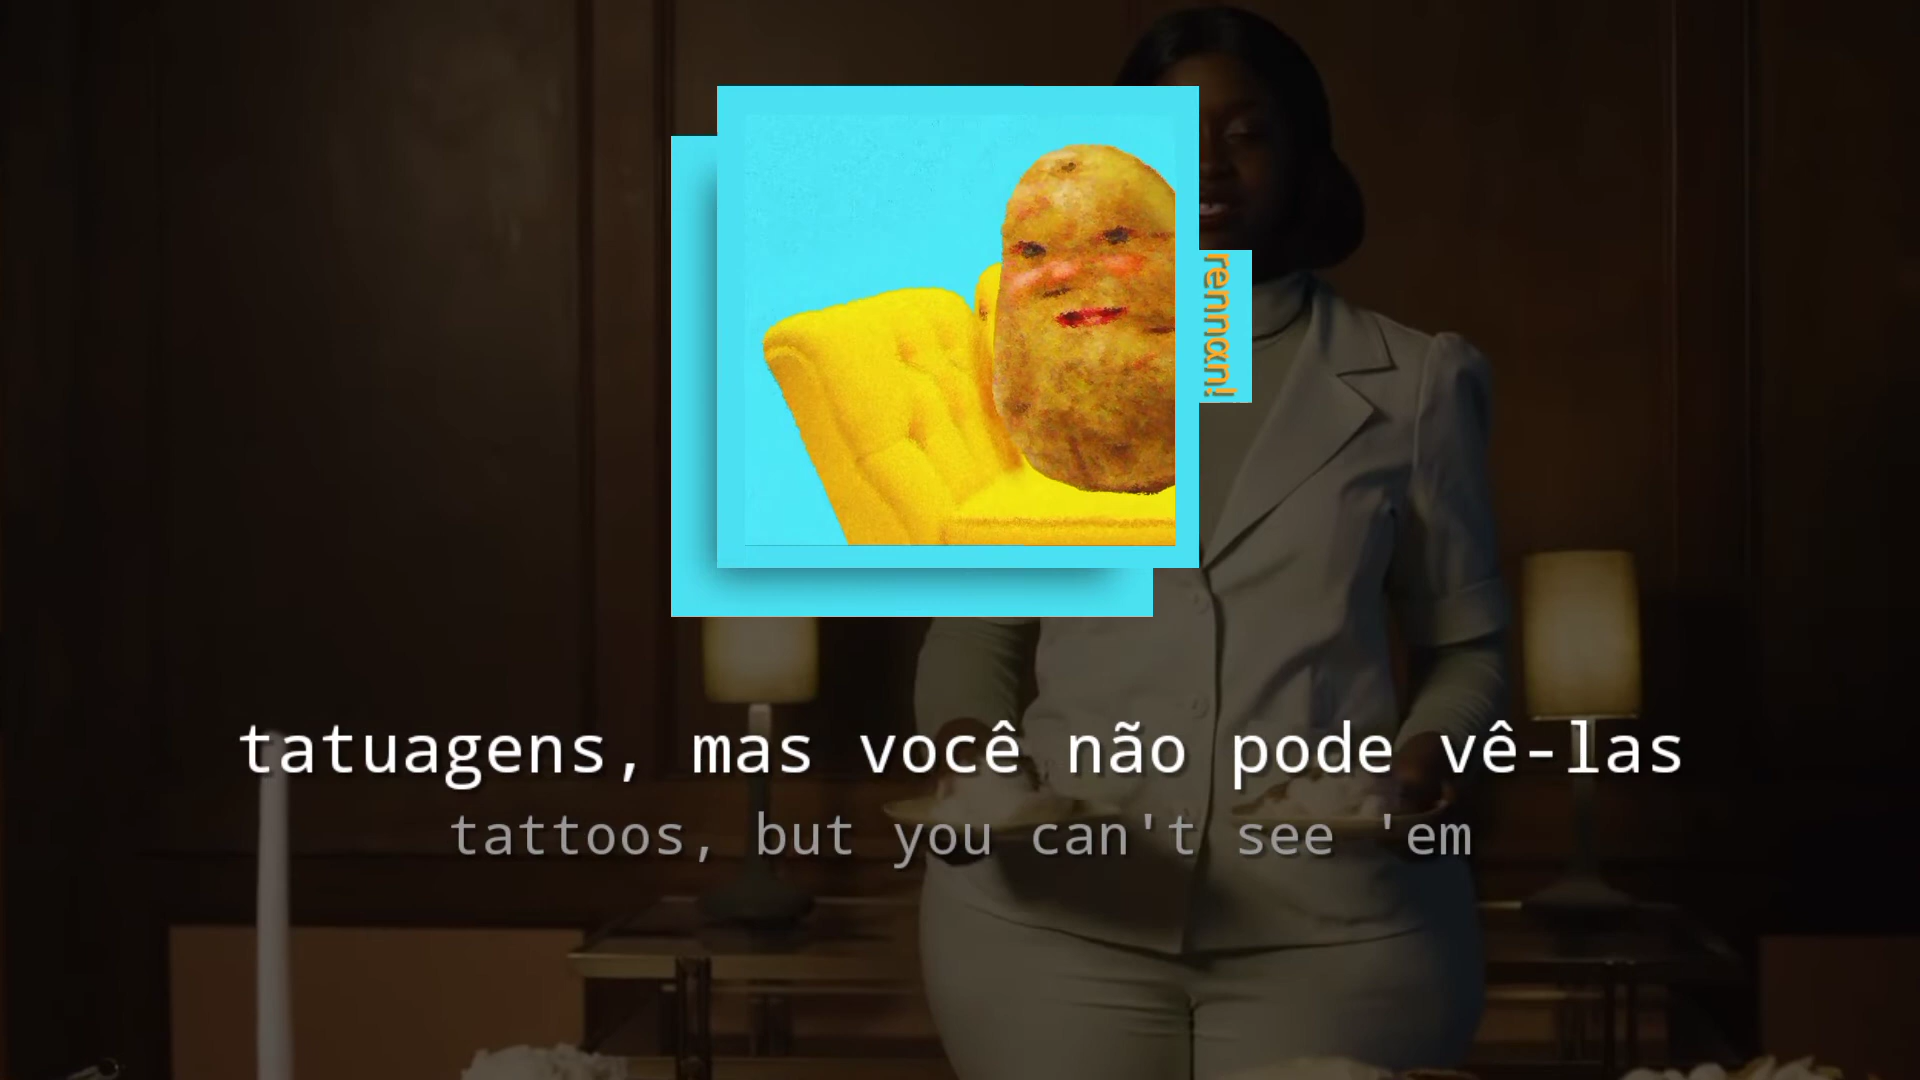 rennan!
tatuagens, mas você não pode vê-las
tattoos, but you can't see 'em